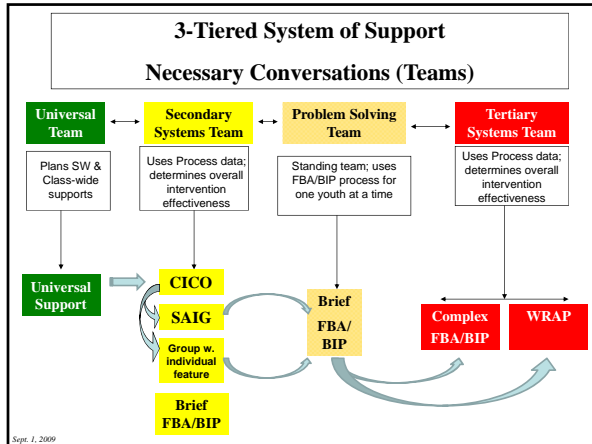 3-Tiered System of Support
Necessary Conversations (Teams)
Universal
Team
Secondary
Systems Team
Problem Solving
Team
Tertiary
Systems Team
Plans SW &
Class-wide
supports
Uses Process data;
determines overall
intervention
effectiveness
Standing team; uses
FBA/BIP process for
one youth at a time
Uses Process data;
determines overall
intervention
effectiveness
Universal
Support
CICO
SAIG
Group w.
individual
feature
Brief
FBA/BIP
Brief
FBA/
BIP
Complex
FBA/BIP
WRAP
Sept. 1, 2009